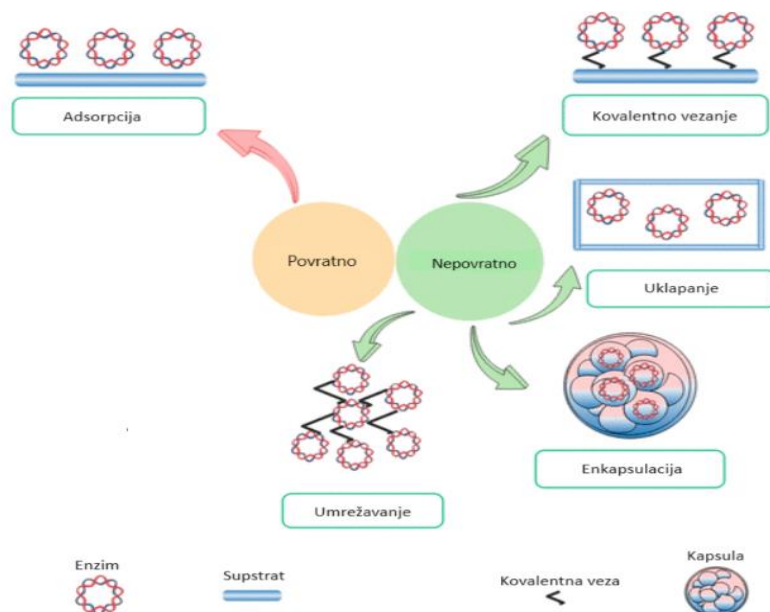 Adsorpcija
Kovalentno vezanje
Povratno
Nepovratno
Uklapanje
Enkapsulacija
Umrežavanje
Enzim
Supstrat
Kovalentna veza
Kapsula